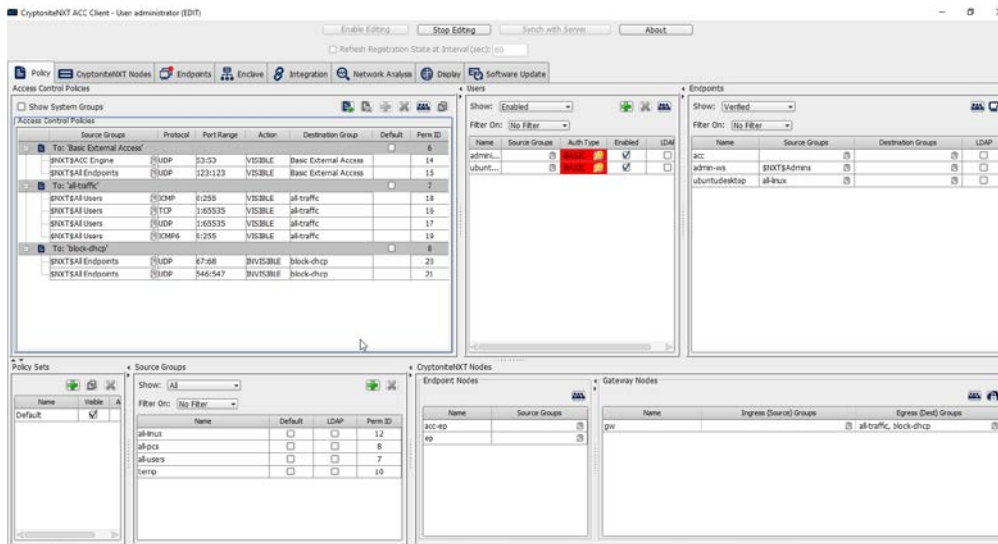 CryptoniteNXT ACC Client - User administrator (EDIT)
Enable Editing Stop Editing Synch with Server About
Refresh Registration State at Interval (sec): 60
Policy CryptoniteNXT Nodes Endpoints Enclave Integration Network Analysis Display Software Update
Access Control Policies
Show System Groups
Access Control Policies
Source Groups Protocol Port Range Action Destination Group Default Perm ID
To: 'Basic External Access' 6
$NXT$ACC Engine UDP 53:53 VISIBLE Basic External Access 14
$NXT$All Endpoints UDP 123:123 VISIBLE Basic External Access 15
To: 'all-traffic' 7
$NXT$All Users ICMP 0:255 VISIBLE all-traffic 18
$NXT$All Users TCP 1:65535 VISIBLE all-traffic 16
$NXT$All Users UDP 1:65535 VISIBLE all-traffic 17
$NXT$All Users ICMP6 0:255 VISIBLE all-traffic 19
To: 'block-dhcp' 8
$NXT$All Endpoints UDP 67:68 INVISIBLE block-dhcp 20
$NXT$All Endpoints UDP 546:547 INVISIBLE block-dhcp 21
Users
Show: Enabled
Filter On: No Filter
Name Source Groups Auth Type Enabled LDAP
admini... BASIC
ubunt... BASIC
Endpoints
Show: Verified
Filter On: No Filter
Name Source Groups Destination Groups LDAP
acc
admin-ws $NXT$Admins
ubuntudesktop all-linux
Policy Sets
Name Visible A
Default
Source Groups
Show: All
Filter On: No Filter
Name Default LDAP Perm ID
all-linux 12
all-pcs 8
all-users 7
temp 10
CryptoniteNXT Nodes
Endpoint Nodes
Name Source Groups
acc-ep
ep
Gateway Nodes
Name Ingress (Source) Groups Egress (Dest) Groups
gw all-traffic, block-dhcp